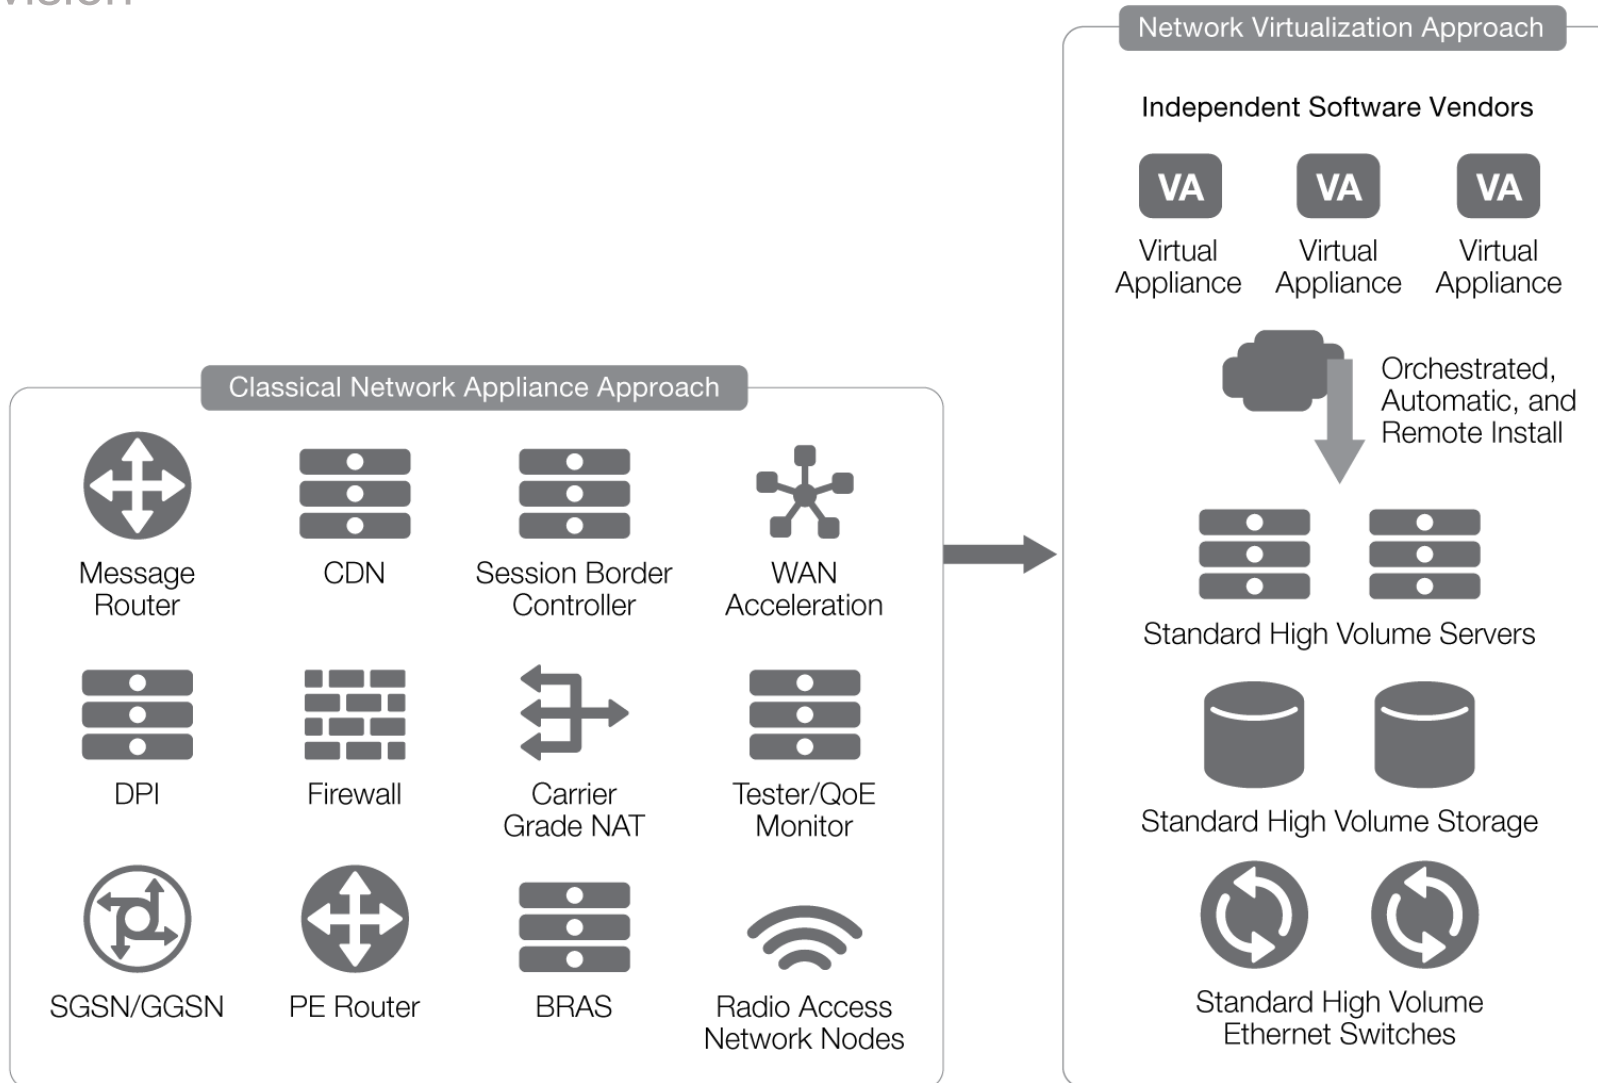 Network Virtualization Approach
Independent Software Vendors
VA
VA
VA
Virtual
Appliance
Virtual
Appliance
Virtual
Appliance
Orchestrated,
Automatic, and
Remote Install
Standard High Volume Servers
Standard High Volume Storage
Standard High Volume
Ethernet Switches
Classical Network Appliance Approach
Message
Router
CDN
Session Border
Controller
WAN
Acceleration
DPI
Firewall
Carrier
Grade NAT
Tester/QoE
Monitor
SGSN/GGSN
PE Router
BRAS
Radio Access
Network Nodes